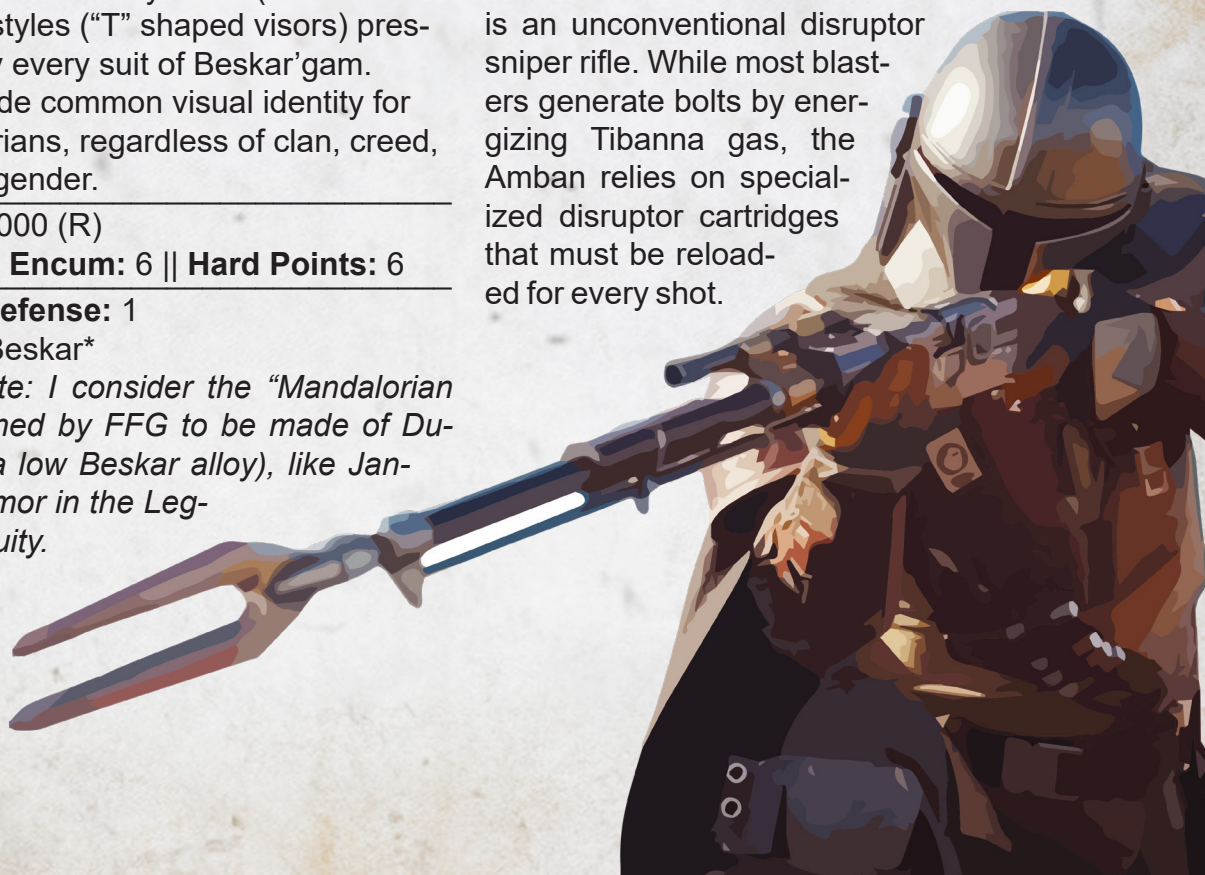 styles (“T” shaped visors) pres-
every suit of Beskar’gam.
de common visual identity for
rians, regardless of clan, creed,
gender.
000 (R)
Encum: 6 || Hard Points: 6
efense: 1
Beskar*
te: I consider the “Mandalorian
ned by FFG to be made of Du-
a low Beskar alloy), like Jan-
mor in the Leg-
uity.
is an unconventional disruptor
sniper rifle. While most blast-
ers generate bolts by ener-
gizing Tibanna gas, the
Amban relies on special-
ized disruptor cartridges
that must be reload-
ed for every shot.